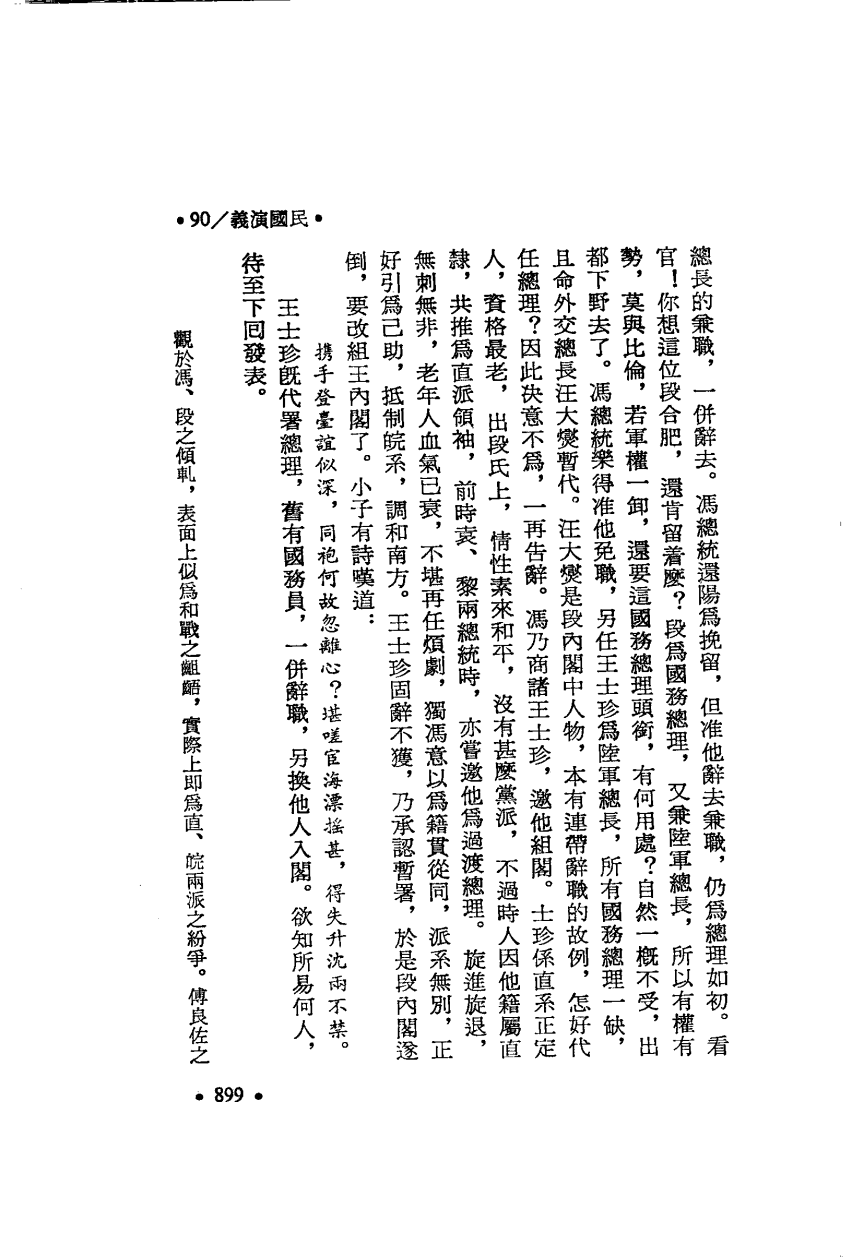 •90／義演國民•
總長的兼職，一併辭去。馮總統還陽爲挽留，但准他辭去兼職，仍爲總理如初。看
官！你想這位段合肥，還肯留着麼？段爲國務總理，又兼陸軍總長，所以有權有
勢，莫與比倫，若軍權一卸，還要這國務總理頭銜，有何用處？自然一概不受，出
都下野去了。馮總統樂得准他免職，另任王士珍爲陸軍總長，所有國務總理一缺，
且命外交總長汪大燮暫代。汪大燮是段內閣中人物，本有連帶辭職的故例，怎好代
任總理？因此決意不爲，一再告辭。馮乃商諸王士珍，邀他組閣。士珍係直系正定
人，資格最老，出段氏上，情性素來和平，沒有甚麼黨派，不過時人因他籍屬直
隸，共推爲直派領袖，前時袁、黎兩總統時，亦嘗邀他爲過渡總理。旋進旋退，
無刺無非，老年人血氣已衰，不堪再任煩劇，獨馮意以爲籍貫從同，派系無別，正
好引爲己助，抵制皖系，調和南方。王士珍固辭不獲，乃承認暫署，於是段內閣遂
倒，要改組王內閣了。小子有詩嘆道：
攜手登臺誼似深，同袍何故忽離心？堪嗟宦海漂搖甚，得失升沈兩不禁。
王士珍既代署總理，舊有國務員，一併辭職，另換他人入閣。欲知所易何人，
待至下回發表。
觀於馮、段之傾軋，表面上似爲和戰之齟齬，實際上即爲直、皖兩派之紛爭。傅良佐之
•899•